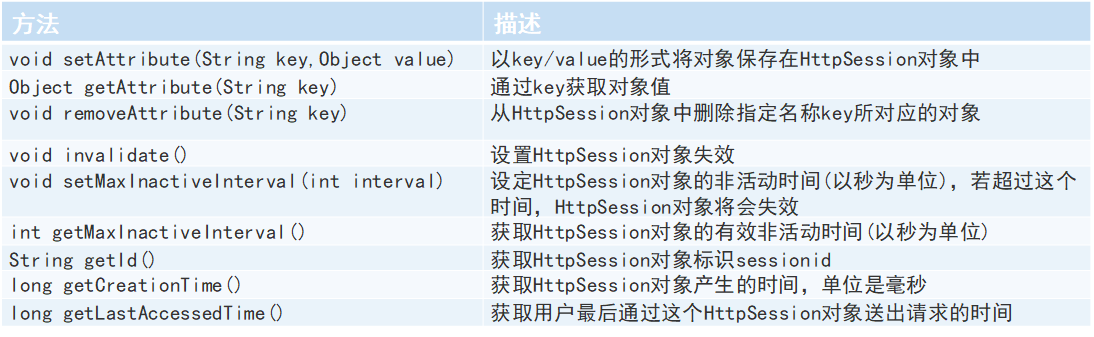 方法 描述
void setAttribute(String key,Object value) 以key/value的形式将对象保存在HttpSession对象中
Object getAttribute(String key) 通过key获取对象值
void removeAttribute(String key) 从HttpSession对象中删除指定名称key所对应的对象
void invalidate() 设置HttpSession对象失效
void setMaxInactiveInterval(int interval) 设定HttpSession对象的非活动时间(以秒为单位)，若超过这个
时间，HttpSession对象将会失效
int getMaxInactiveInterval() 获取HttpSession对象的有效非活动时间(以秒为单位)
String getId() 获取HttpSession对象标识sessionid
long getCreationTime() 获取HttpSession对象产生的时间，单位是毫秒
long getLastAccessedTime() 获取用户最后通过这个HttpSession对象送出请求的时间